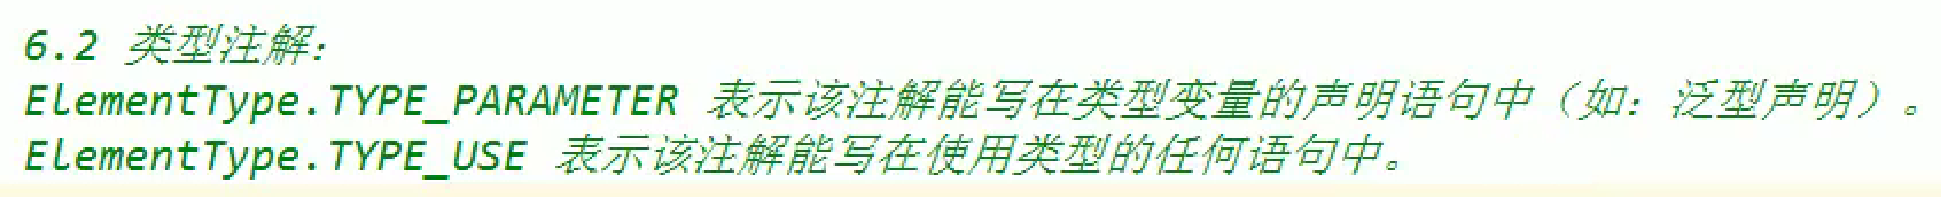 6.2 类型注解：
ElementType.TYPE_PARAMETER 表示该注解能写在类型变量的声明语句中（如：泛型声明）。
ElementType.TYPE_USE 表示该注解能写在使用类型的任何语句中。